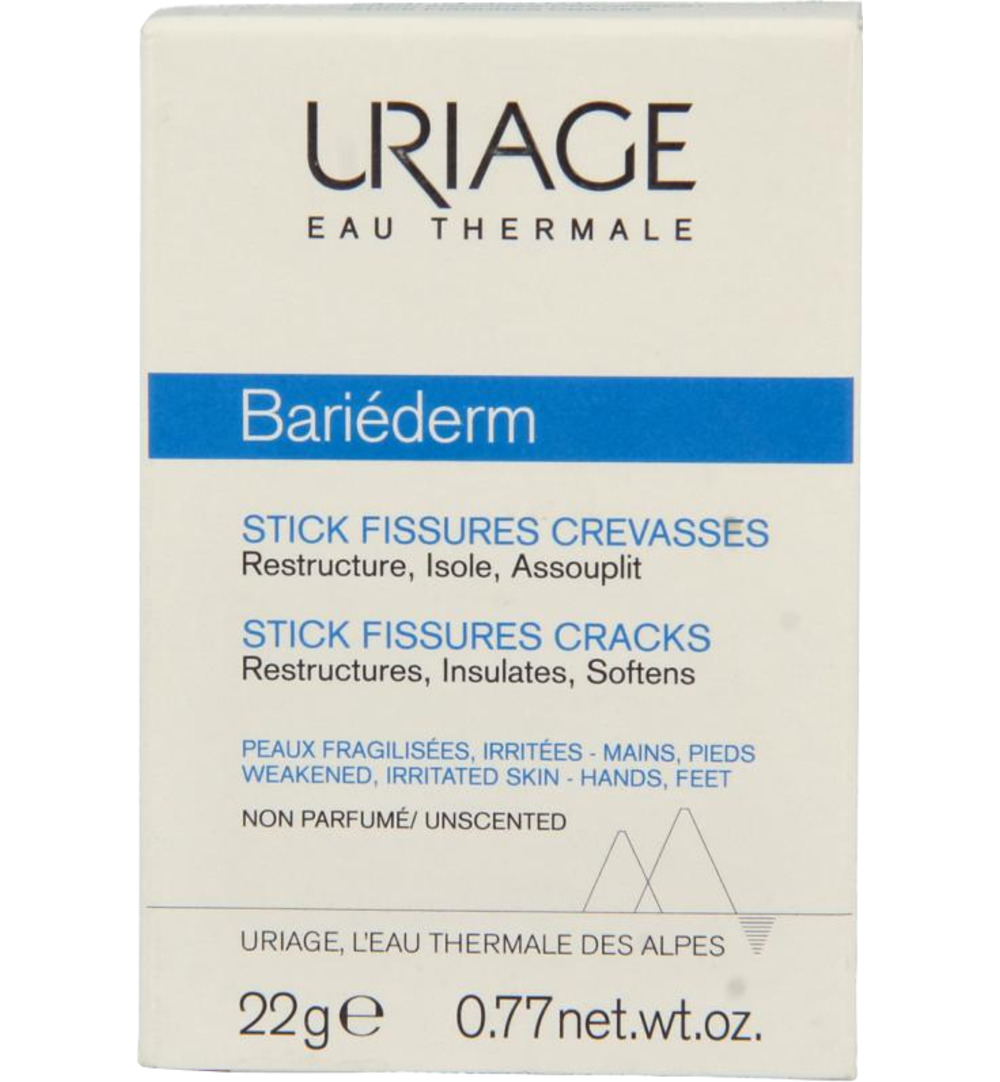 URIAGE
EAU THERMALE
Bariéderm
STICK FISSURES CREVASSES
Restructure, Isole, Assouplit
STICK FISSURES CRACKS
Restructures, Insulates, Softens
PEAUX FRAGILISÉES, IRRITÉES - MAINS, PIEDS
WEAKENED, IRRITATED SKIN - HANDS, FEET
NON PARFUMÉ/ UNSCENTED
URIAGE, L'EAU THERMALE DES ALPES
22g℮ 0.77net.wt.oz.